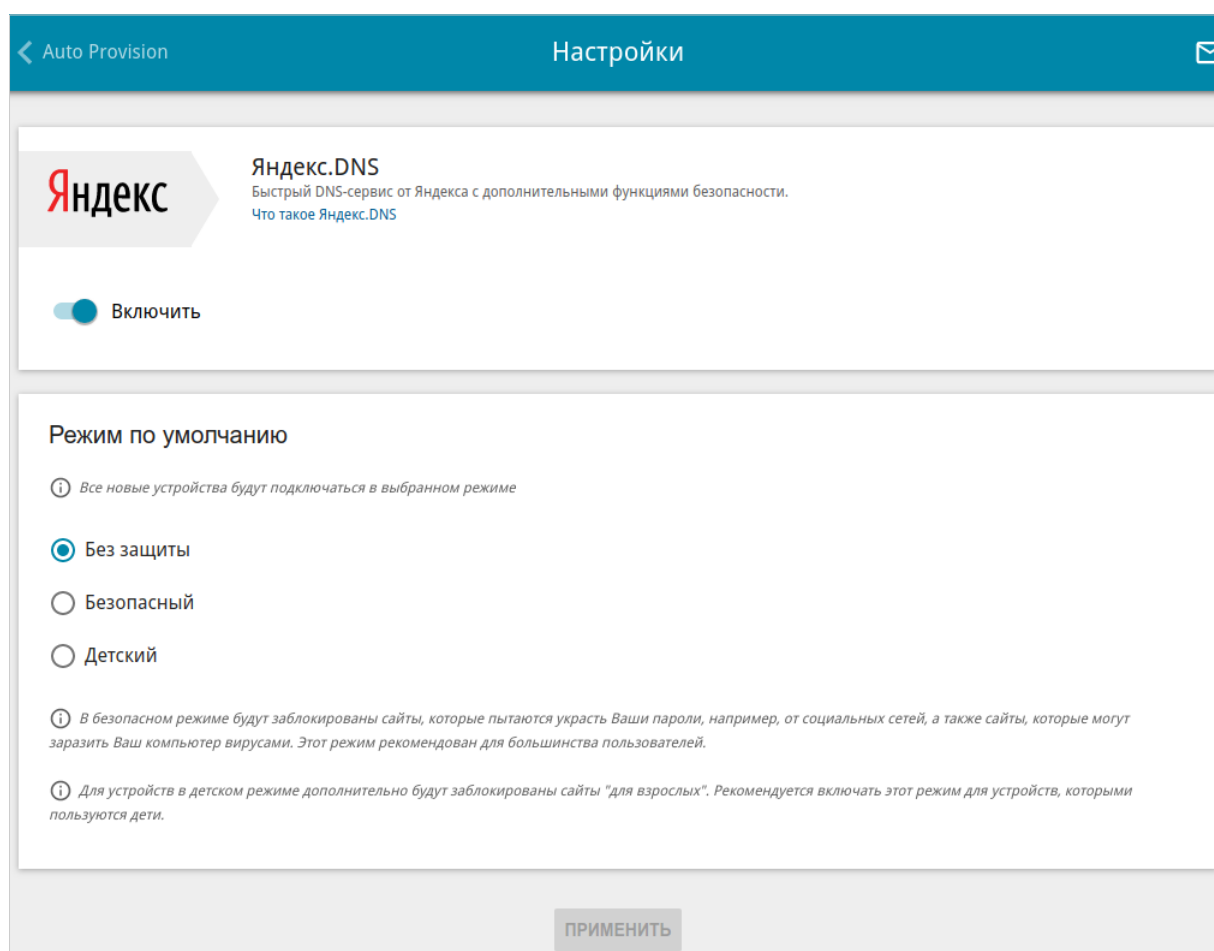 Auto Provision
Настройки
Яндекс
Яндекс.DNS
Быстрый DNS-сервис от Яндекса с дополнительными функциями безопасности.
Что такое Яндекс.DNS
Включить
Режим по умолчанию
Все новые устройства будут подключаться в выбранном режиме
Без защиты
Безопасный
Детский
В безопасном режиме будут заблокированы сайты, которые пытаются украсть Ваши пароли, например, от социальных сетей, а также сайты, которые могут
заразить Ваш компьютер вирусами. Этот режим рекомендован для большинства пользователей.
Для устройств в детском режиме дополнительно будут заблокированы сайты "для взрослых". Рекомендуется включать этот режим для устройств, которыми
пользуются дети.
ПРИМЕНИТЬ